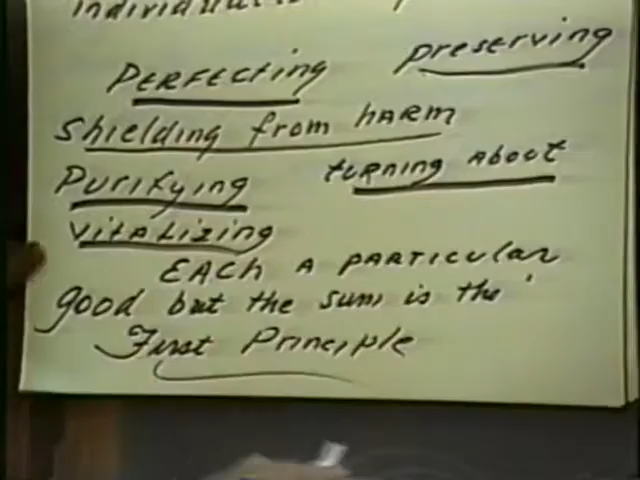 Perfecting preserving
Shielding from harm
Purifying turning about
Vitalizing
Each a particular
good but the sum is the
First Principle